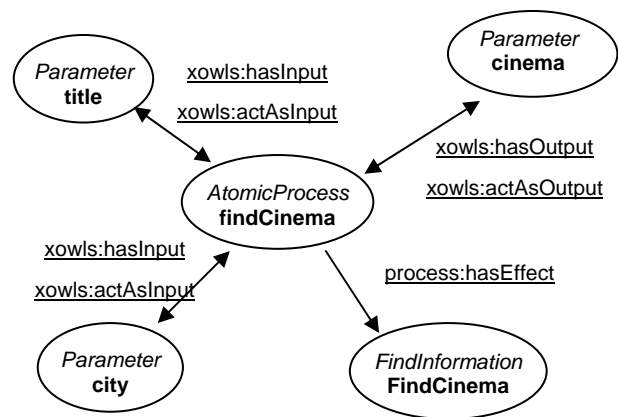 Parameter
title
xowls:hasInput
xowls:actAsInput
Parameter
cinema
xowls:hasOutput
xowls:actAsOutput
AtomicProcess
findCinema
xowls:hasInput
xowls:actAsInput
process:hasEffect
Parameter
city
FindInformation
FindCinema